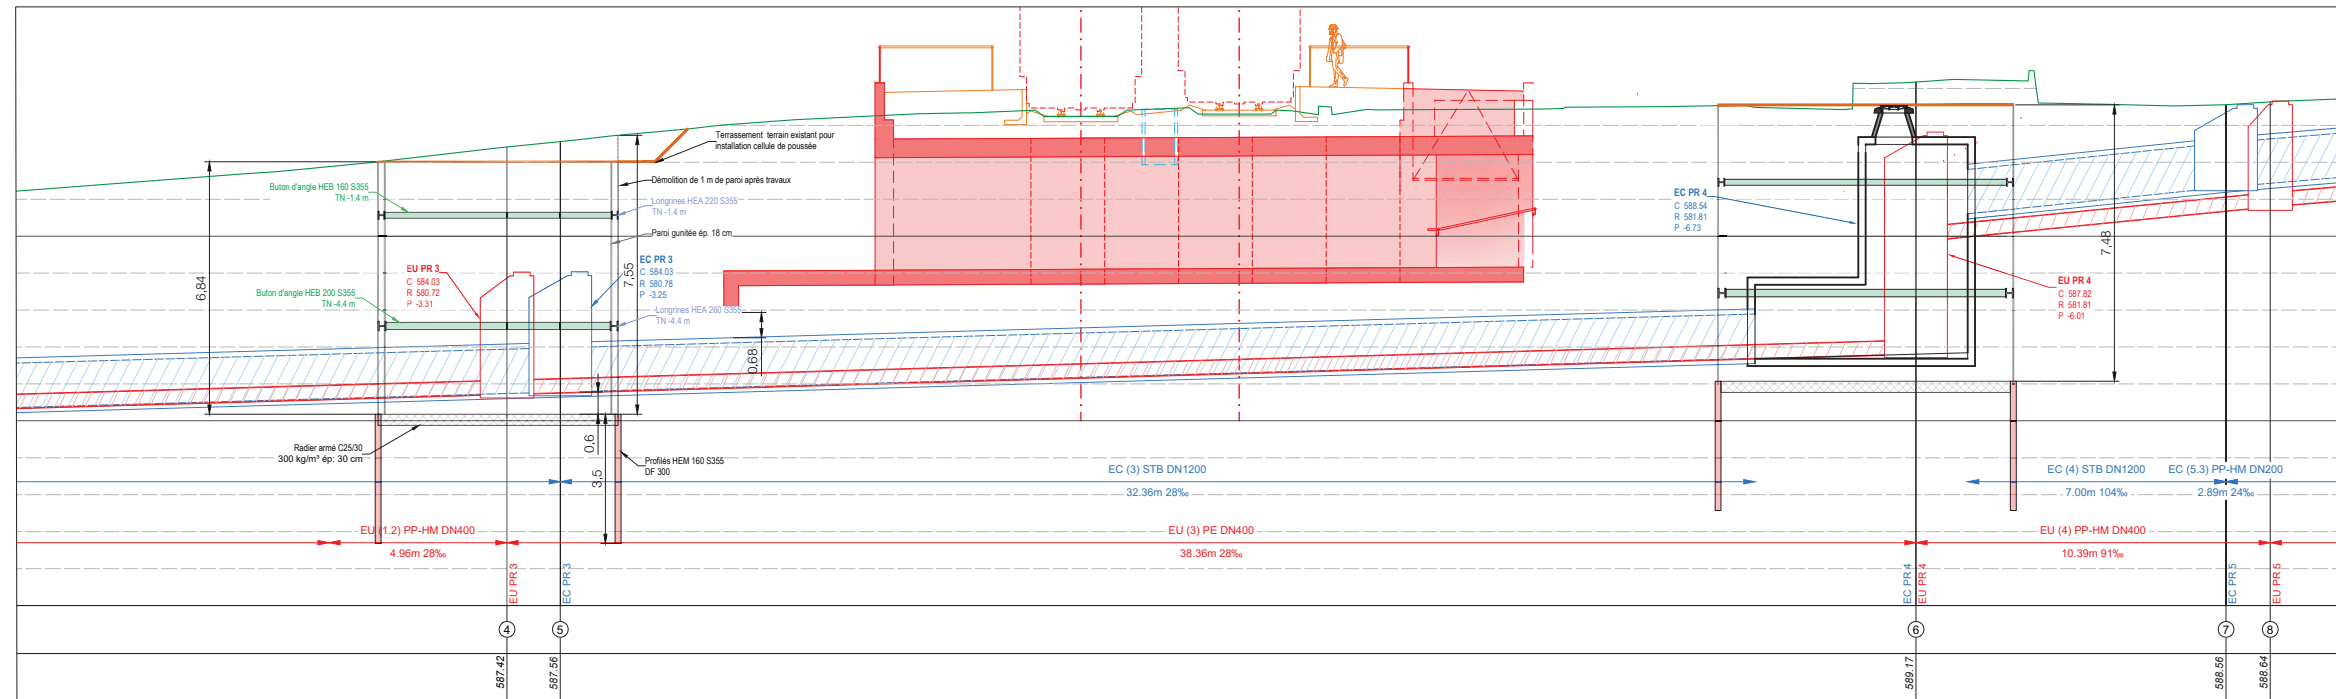 Terrassement terrain existant pour
installation cellule de poussée
Démolition de 1 m de paroi après travaux
Buton d'angle HEB 160 S355
TN -1.4 m
Longrines HEA 220 S355
TN -1.4 m
Paroi gunitée ép. 18 cm
6,84
7,55
EU PR 3
C 584.03
R 580.72
P -3.31
EC PR 3
C 584.03
R 580.78
P -3.25
Buton d'angle HEB 200 S355
TN -4.4 m
Longrines HEA 260 S355
TN -4.4 m
0,68
EC PR 4
C 588.54
R 581.81
P -6.73
7,48
EU PR 4
C 587.82
R 581.81
P -6.01
Radier armé C25/30
300 kg/m³ ép: 30 cm
0,6
3,5
Profilés HEM 160 S355
DF 300
EC (3) STB DN1200
32.36m 28‰
EC (4) STB DN1200
7.00m 104‰
EC (5.3) PP-HM DN200
2.89m 24‰
EU (1.2) PP-HM DN400
4.96m 28‰
EU (3) PE DN400
38.36m 28‰
EU (4) PP-HM DN400
10.39m 91‰
EU PR 3
EC PR 3
EC PR 4
EU PR 4
EC PR 5
EU PR 5
4
5
6
7
8
587.42
587.56
589.17
588.56
588.64